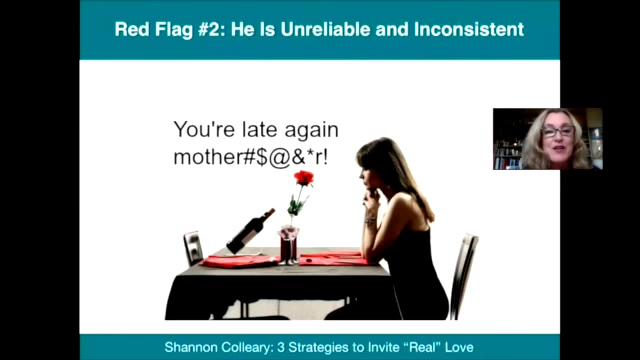 Red Flag #2: He Is Unreliable and Inconsistent
You're late again
mother#$@&*r!
Shannon Colleary: 3 Strategies to Invite “Real” Love